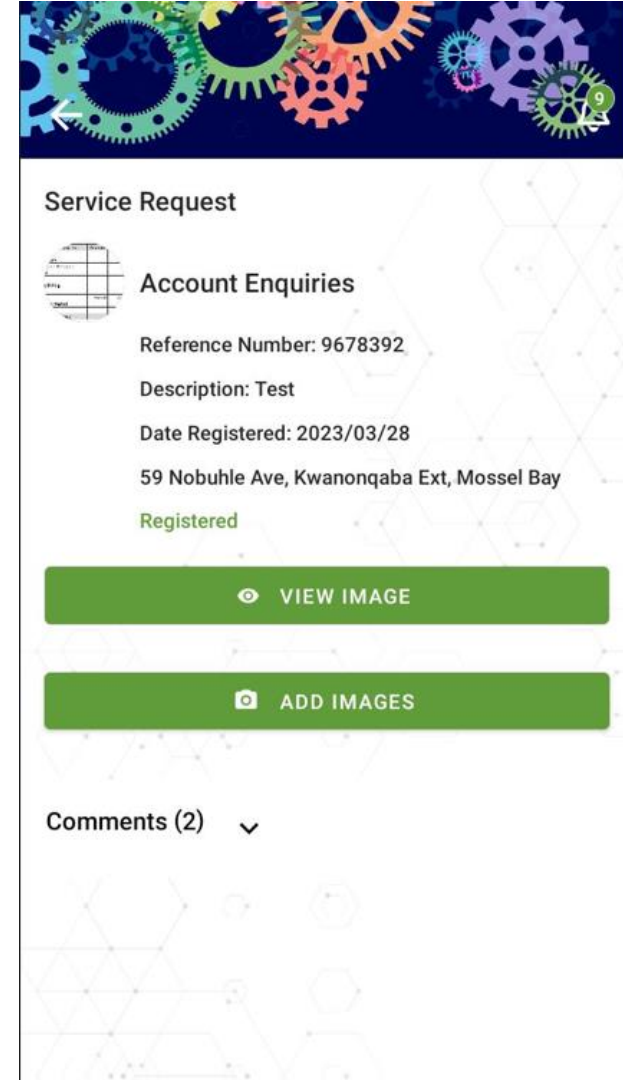 9
Service Request
Account Enquiries
Reference Number: 9678392
Description: Test
Date Registered: 2023/03/28
59 Nobuhle Ave, Kwanonqaba Ext, Mossel Bay
Registered
VIEW IMAGE
ADD IMAGES
Comments (2)